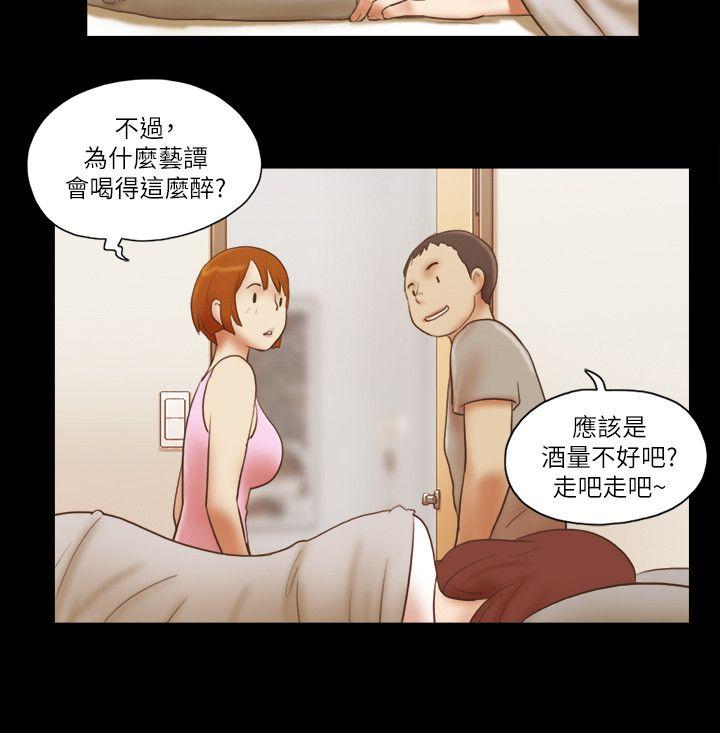 不過，
為什麼藝譚
會喝得這麼醉?
應該是
酒量不好吧?
走吧走吧~